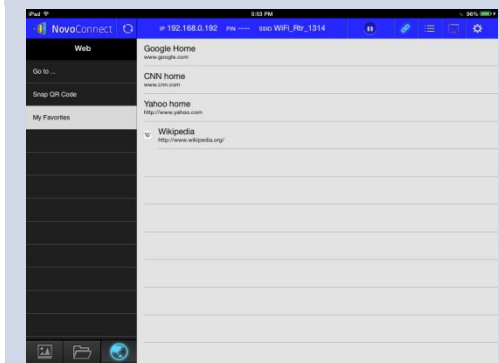 iPad 5:53 PM 96%
NovoConnect IP 192.168.0.192 PIN ---- SSID WiFi_Rtr_1314
Web
Go to ...
Snap QR Code
My Favorites
Google Home
www.google.com
CNN home
www.cnn.com
Yahoo home
http://www.yahoo.com
W Wikipedia
http://www.wikipedia.org/